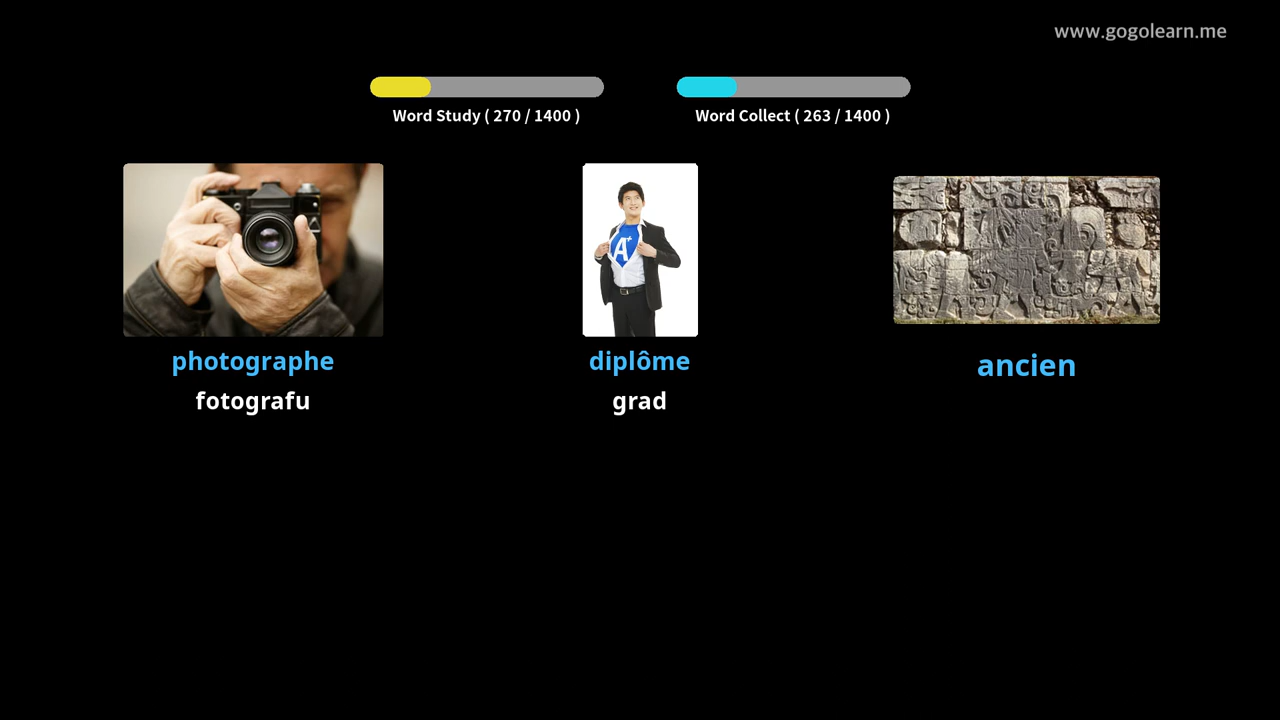 www.gogolearn.me
Word Study ( 270 / 1400 )
Word Collect ( 263 / 1400 )
A+
photographe
diplôme
ancien
fotografu
grad